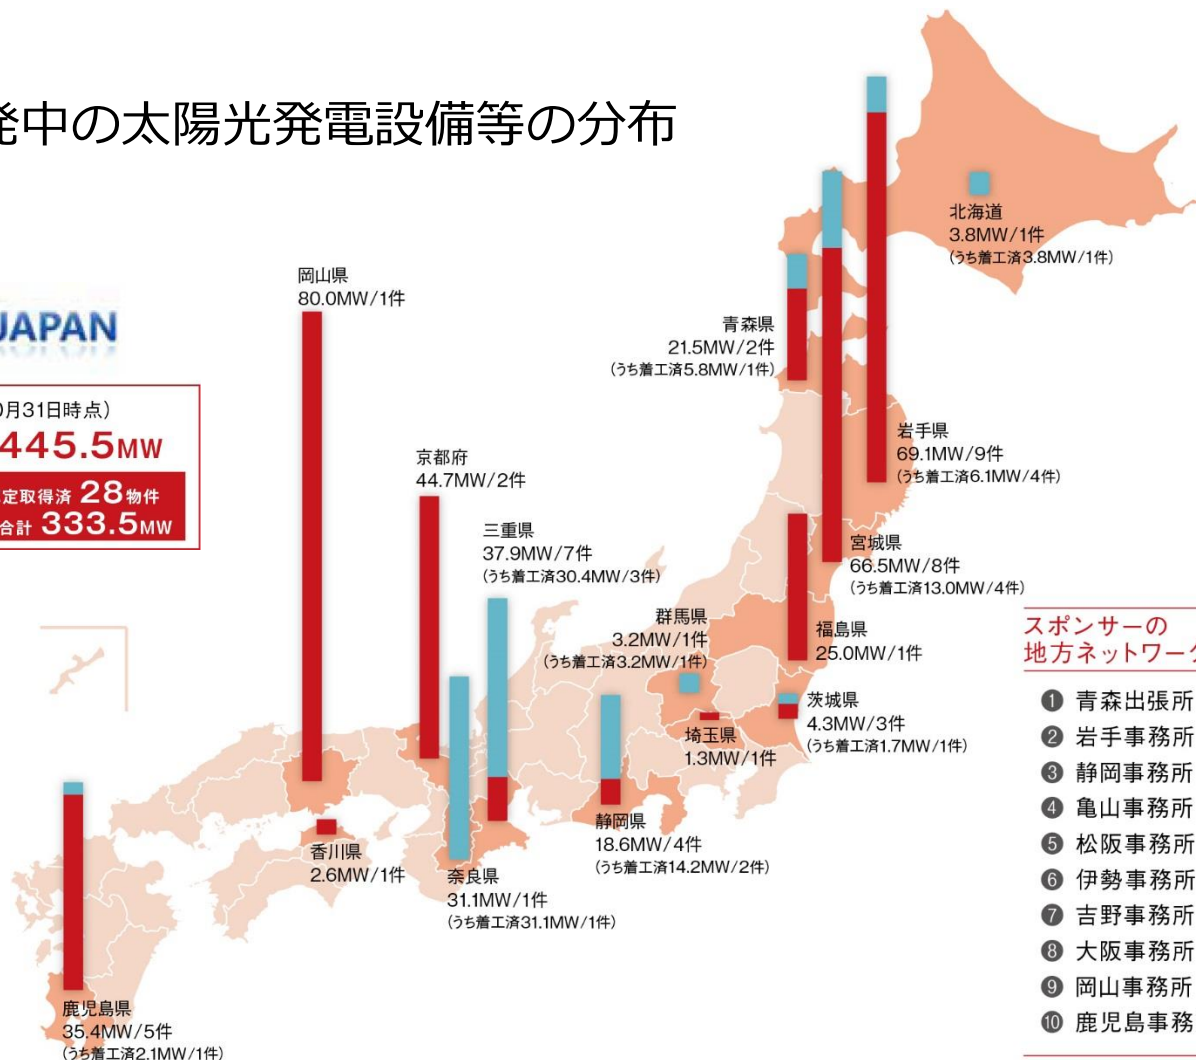 発中の太陽光発電設備等の分布
JAPAN
月31日時点）
445.5MW
定取得済 28物件
合計 333.5MW
北海道
3.8MW/1件
（うち着工済3.8MW/1件）
青森県
21.5MW/2件
（うち着工済5.8MW/1件）
岩手県
69.1MW/9件
（うち着工済6.1MW/4件）
宮城県
66.5MW/8件
（うち着工済13.0MW/4件）
福島県
25.0MW/1件
茨城県
4.3MW/3件
（うち着工済1.7MW/1件）
群馬県
3.2MW/1件
（うち着工済3.2MW/1件）
埼玉県
1.3MW/1件
静岡県
18.6MW/4件
（うち着工済14.2MW/2件）
三重県
37.9MW/7件
（うち着工済30.4MW/3件）
京都府
44.7MW/2件
奈良県
31.1MW/1件
（うち着工済31.1MW/1件）
岡山県
80.0MW/1件
香川県
2.6MW/1件
鹿児島県
35.4MW/5件
（うち着工済2.1MW/1件）
スポンサーの
地方ネットワーク
❶ 青森出張所
❷ 岩手事務所
❸ 静岡事務所
❹ 亀山事務所
❺ 松阪事務所
❻ 伊勢事務所
❼ 吉野事務所
❽ 大阪事務所
❾ 岡山事務所
❿ 鹿児島事務